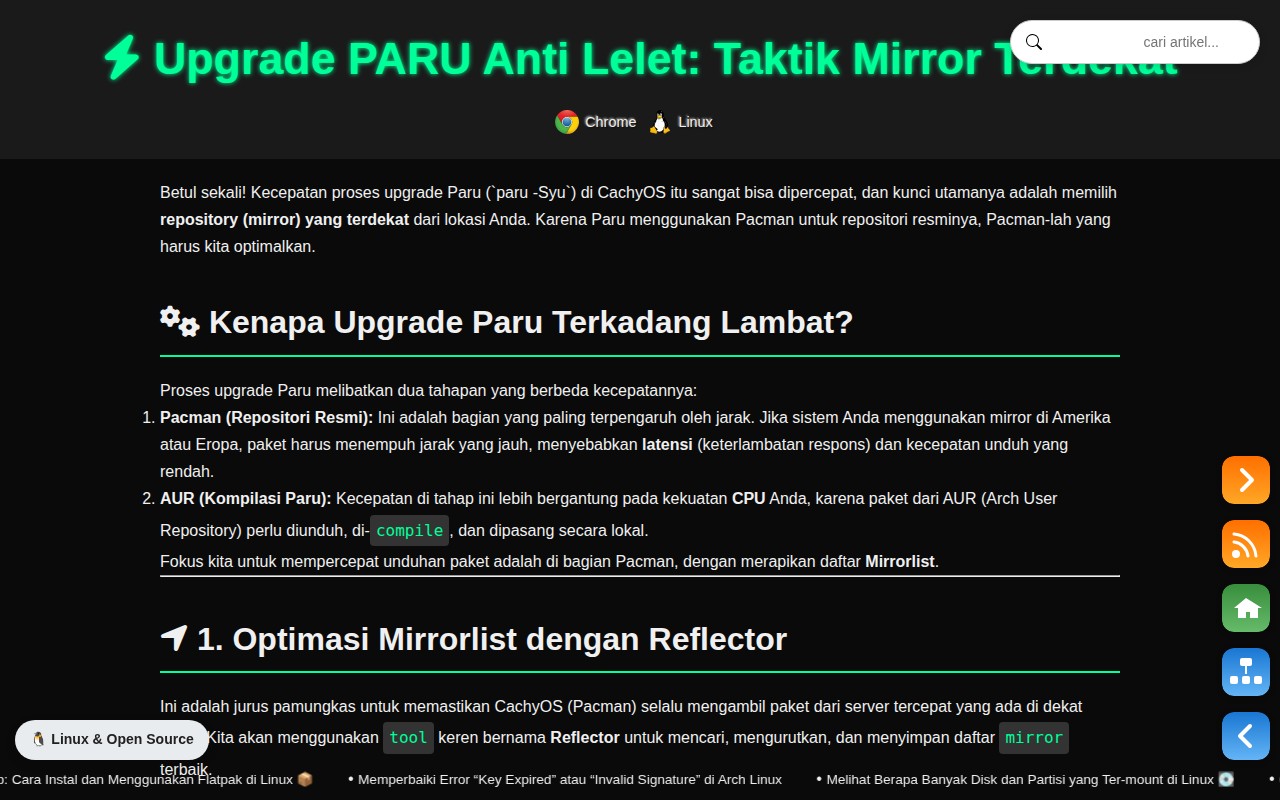 Upgrade PARU Anti Lelet: Taktik Mirror Terdekat
cari artikel...
Chrome Linux
Betul sekali! Kecepatan proses upgrade Paru (`paru -Syu`) di CachyOS itu sangat bisa dipercepat, dan kunci utamanya adalah memilih
repository (mirror) yang terdekat dari lokasi Anda. Karena Paru menggunakan Pacman untuk repositori resminya, Pacman-lah yang
harus kita optimalkan.
Kenapa Upgrade Paru Terkadang Lambat?
Proses upgrade Paru melibatkan dua tahapan yang berbeda kecepatannya:
1. Pacman (Repositori Resmi): Ini adalah bagian yang paling terpengaruh oleh jarak. Jika sistem Anda menggunakan mirror di Amerika
atau Eropa, paket harus menempuh jarak yang jauh, menyebabkan latensi (keterlambatan respons) dan kecepatan unduh yang
rendah.
2. AUR (Kompilasi Paru): Kecepatan di tahap ini lebih bergantung pada kekuatan CPU Anda, karena paket dari AUR (Arch User
Repository) perlu diunduh, di-compile, dan dipasang secara lokal.
Fokus kita untuk mempercepat unduhan paket adalah di bagian Pacman, dengan merapikan daftar Mirrorlist.
1. Optimasi Mirrorlist dengan Reflector
Ini adalah jurus pamungkas untuk memastikan CachyOS (Pacman) selalu mengambil paket dari server tercepat yang ada di dekat
Kita akan menggunakan tool keren bernama Reflector untuk mencari, mengurutkan, dan menyimpan daftar mirror
🐧 Linux & Open Source
terbaik.
: Cara Instal dan Menggunakan Flatpak di Linux 📦 • Memperbaiki Error “Key Expired” atau “Invalid Signature” di Arch Linux • Melihat Berapa Banyak Disk dan Partisi yang Ter-mount di Linux 💽 •